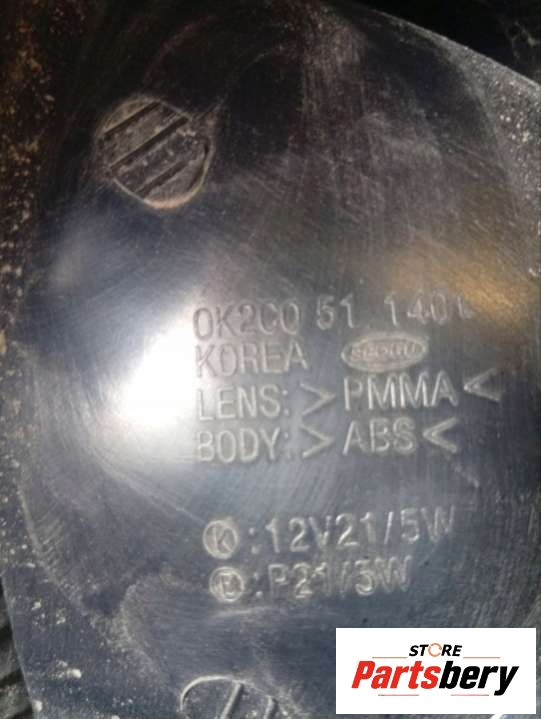 0K2C0 51 140
KOREA
LENS: >PMMA<
BODY: >ABS<
K:12V21/5W
:P21/5W
STORE
Partsbery